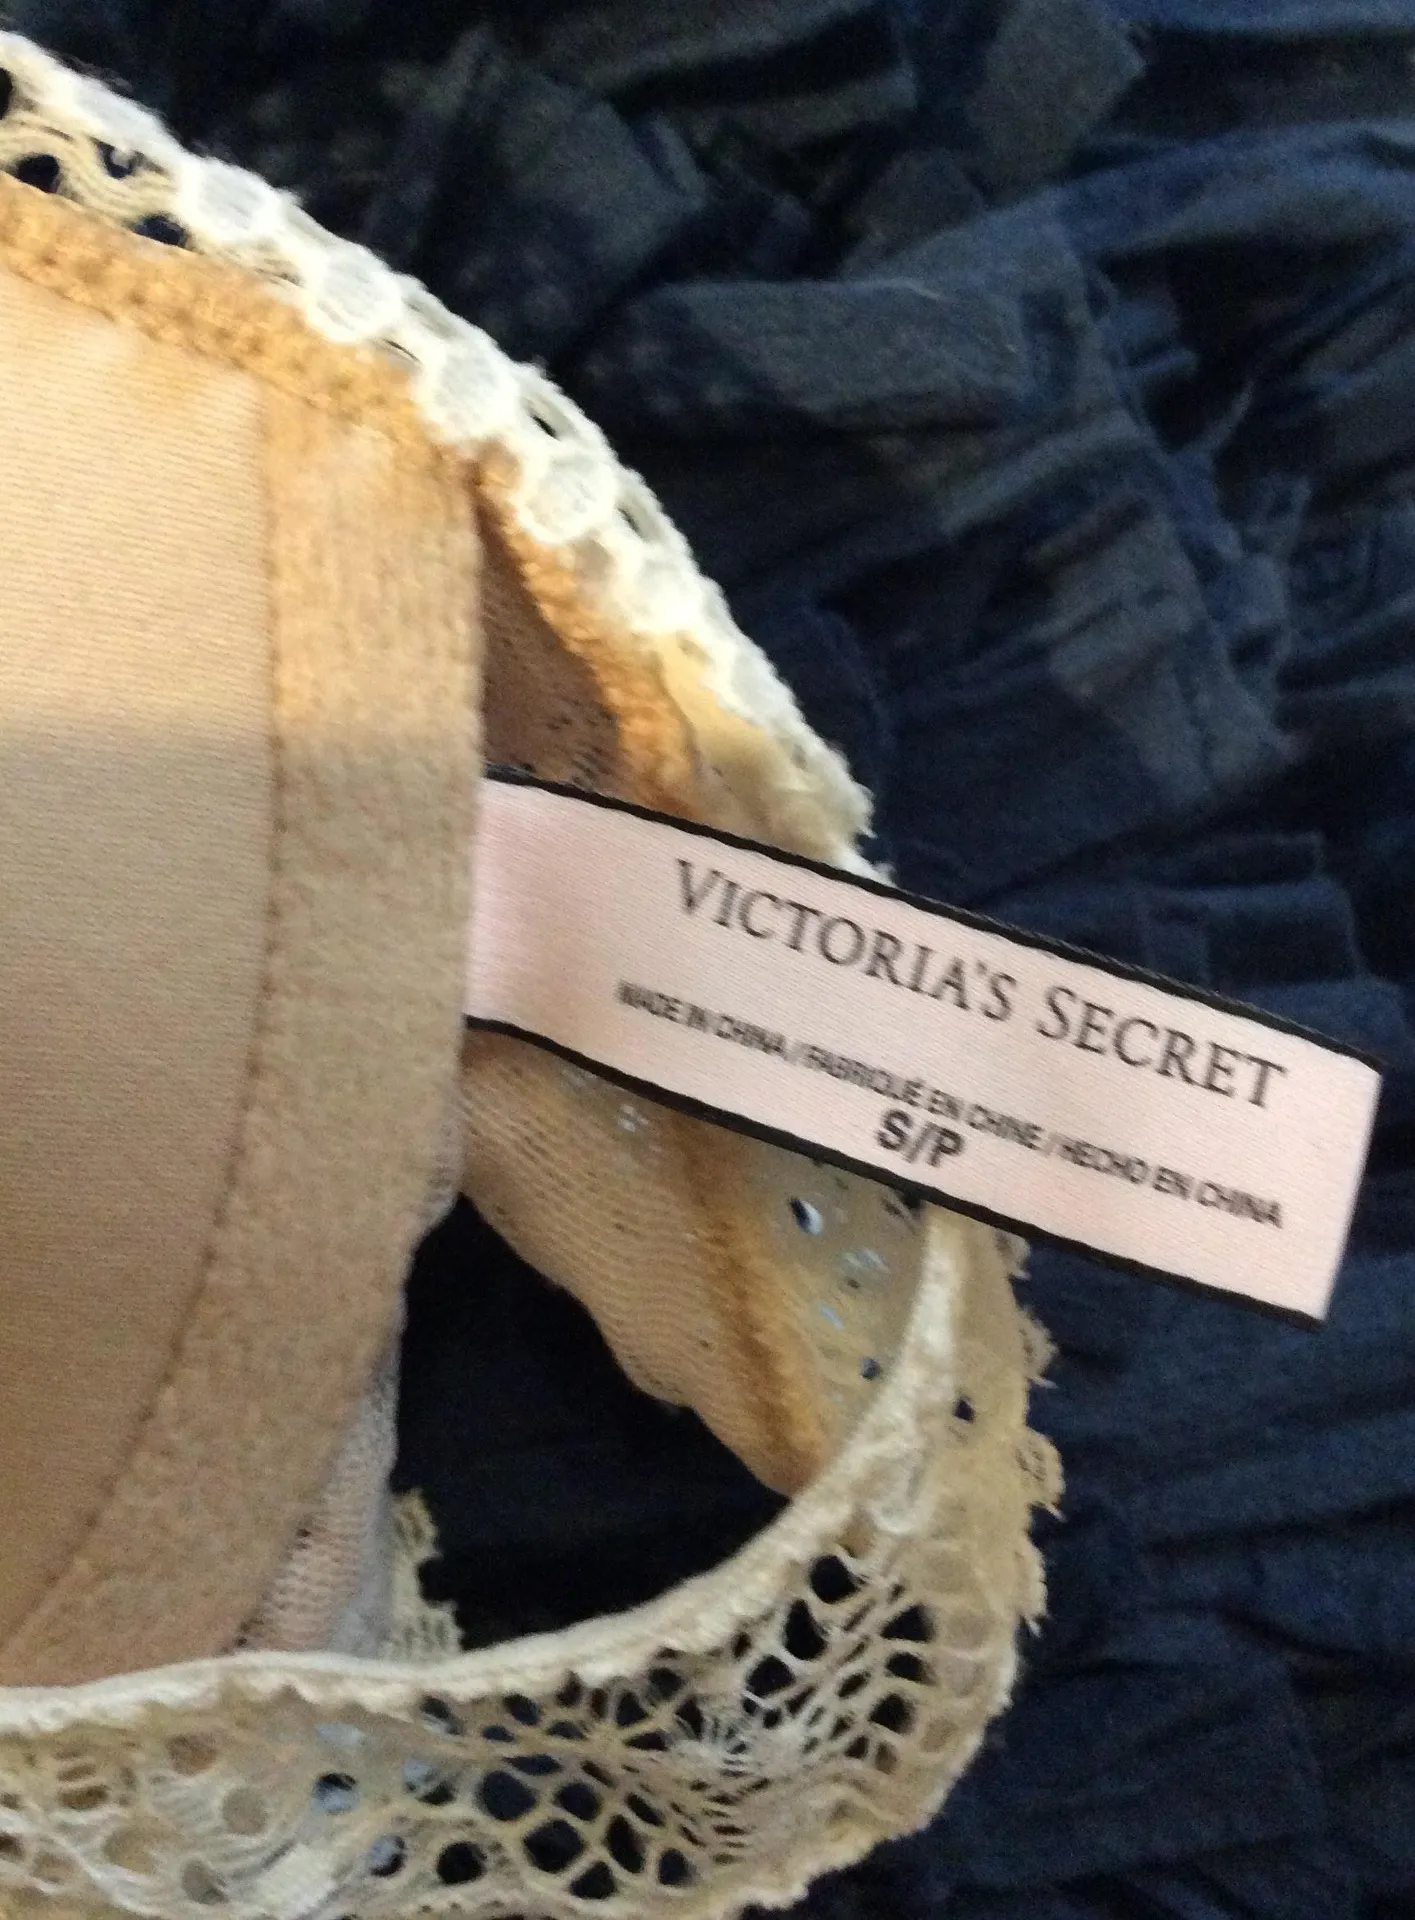 VICTORIA'S SECRET
MADE IN CHINA / FABRIQUÉ EN CHINE / HECHO EN CHINA
S/P